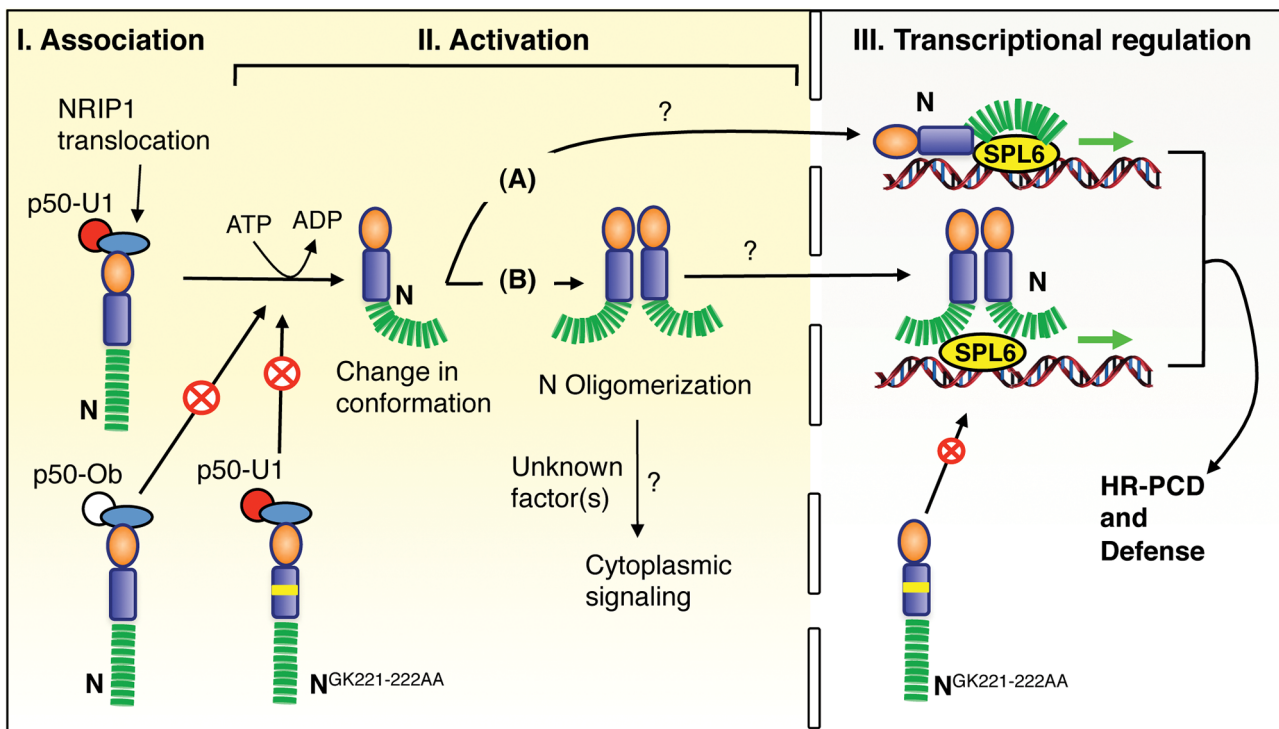 I. Association
II. Activation
III. Transcriptional regulation
NRIP1
translocation
p50-U1
N
ATP
ADP
N
Change in
conformation
(A)
?
(B)
N Oligomerization
?
Unknown
factor(s)
?
Cytoplasmic
signaling
p50-Ob
N
p50-U1
N^GK221-222AA
N
SPL6
N
SPL6
N^GK221-222AA
HR-PCD
and
Defense